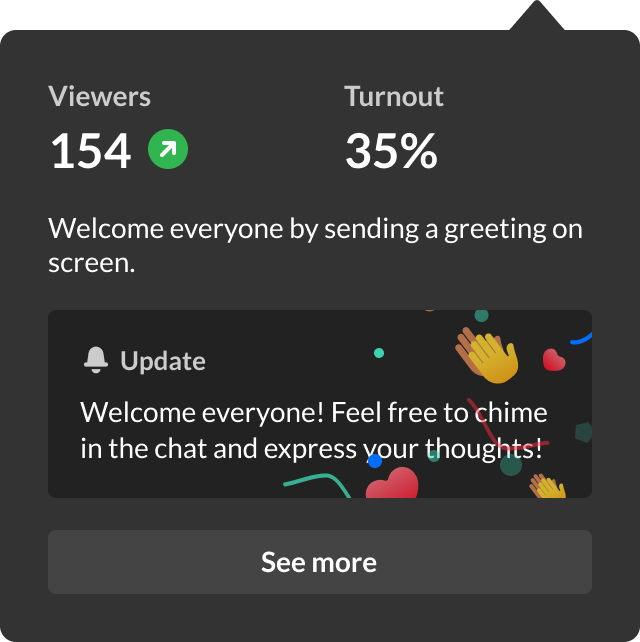 Viewers
Turnout
154
35%
Welcome everyone by sending a greeting on
screen.
Update
Welcome everyone! Feel free to chime
in the chat and express your thoughts!
See more